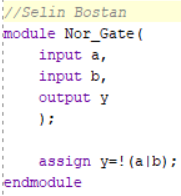 //Selin Bostan
module Nor_Gate(
    input a,
    input b,
    output y
    );

    assign y=!(a|b);
endmodule